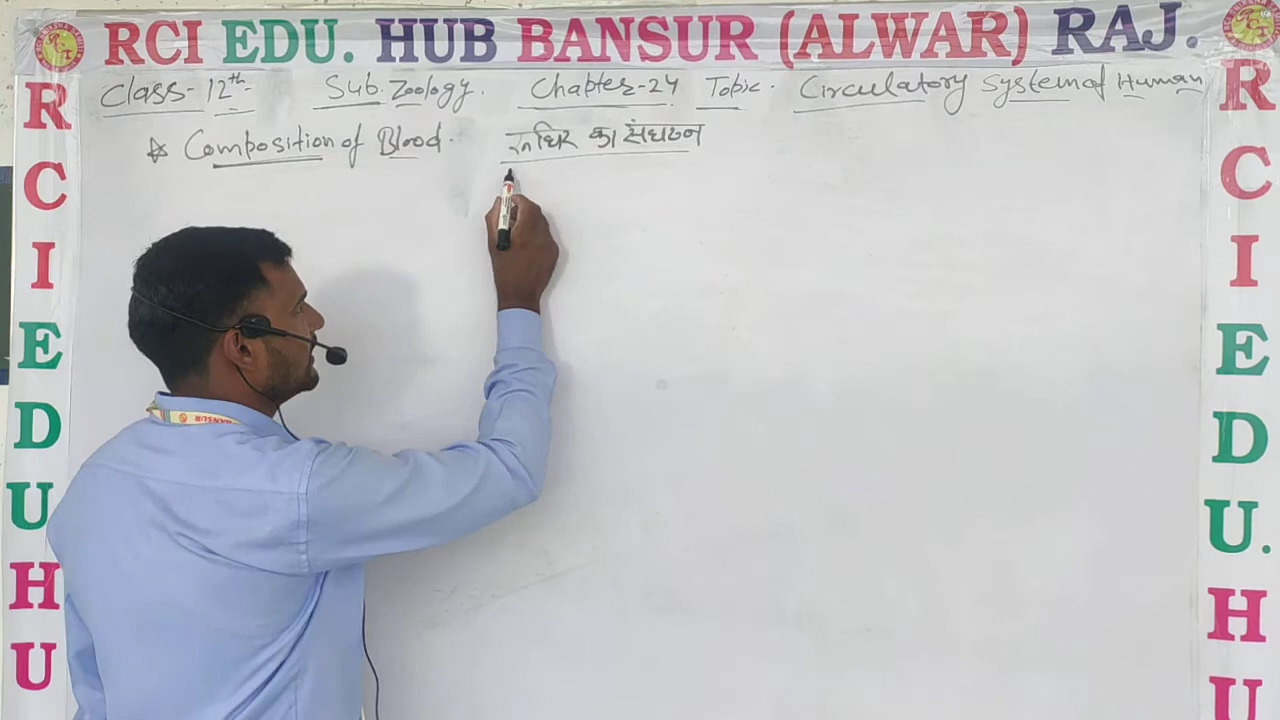 RCI EDU. HUB BANSUR (ALWAR) RAJ.
Class-12th Sub. Zoology. Chapter-24 Topic. Circulatory System of Human
☆ Composition of Blood. रुधिर का संघठन
R
C
I
E
D
U
H
U
R
C
I
E
D
U.
H
U
BANSUR